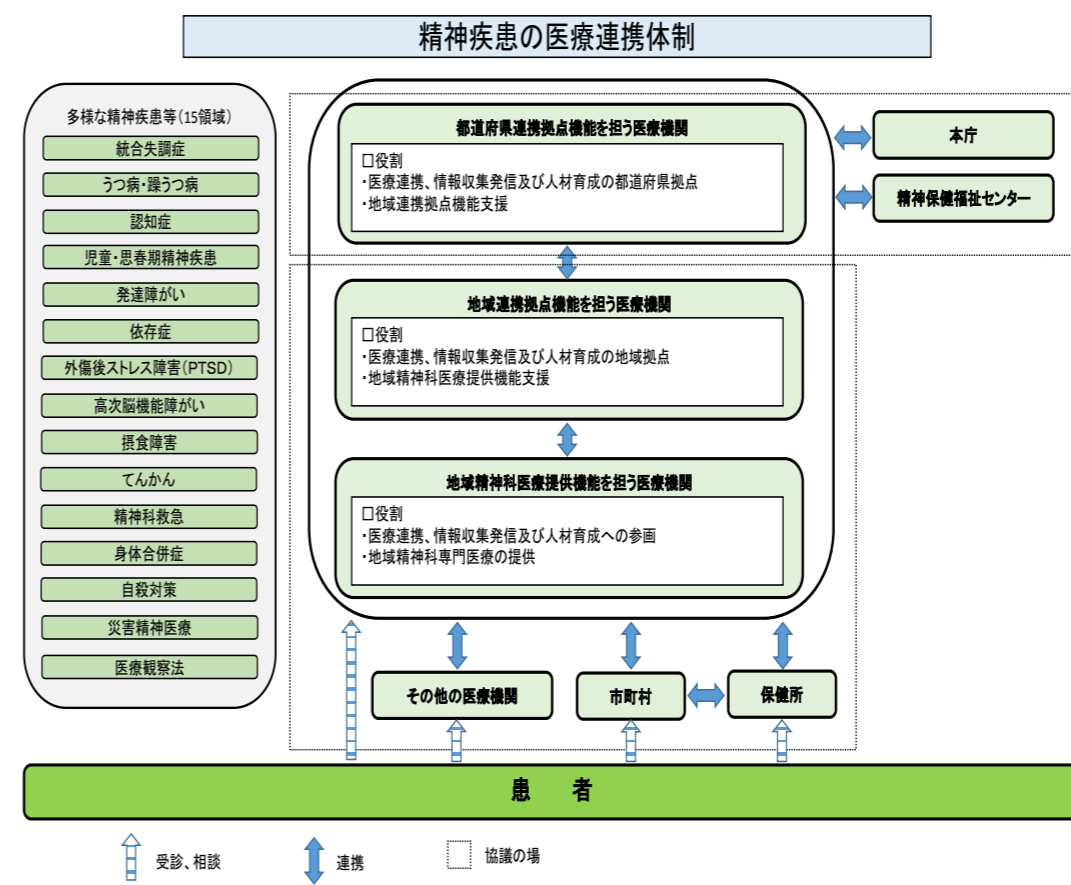 精神疾患の医療連携体制
多様な精神疾患等(15領域)
統合失調症
うつ病・躁うつ病
認知症
児童・思春期精神疾患
発達障がい
依存症
外傷後ストレス障害(PTSD)
高次脳機能障がい
摂食障害
てんかん
精神科救急
身体合併症
自殺対策
災害精神医療
医療観察法
都道府県連携拠点機能を担う医療機関
□役割
・医療連携、情報収集発信及び人材育成の都道府県拠点
・地域連携拠点機能支援
本庁
精神保健福祉センター
地域連携拠点機能を担う医療機関
□役割
・医療連携、情報収集発信及び人材育成の地域拠点
・地域精神科医療提供機能支援
地域精神科医療提供機能を担う医療機関
□役割
・医療連携、情報収集発信及び人材育成への参画
・地域精神科専門医療の提供
その他の医療機関
市町村
保健所
患 者
受診、相談
連携
協議の場